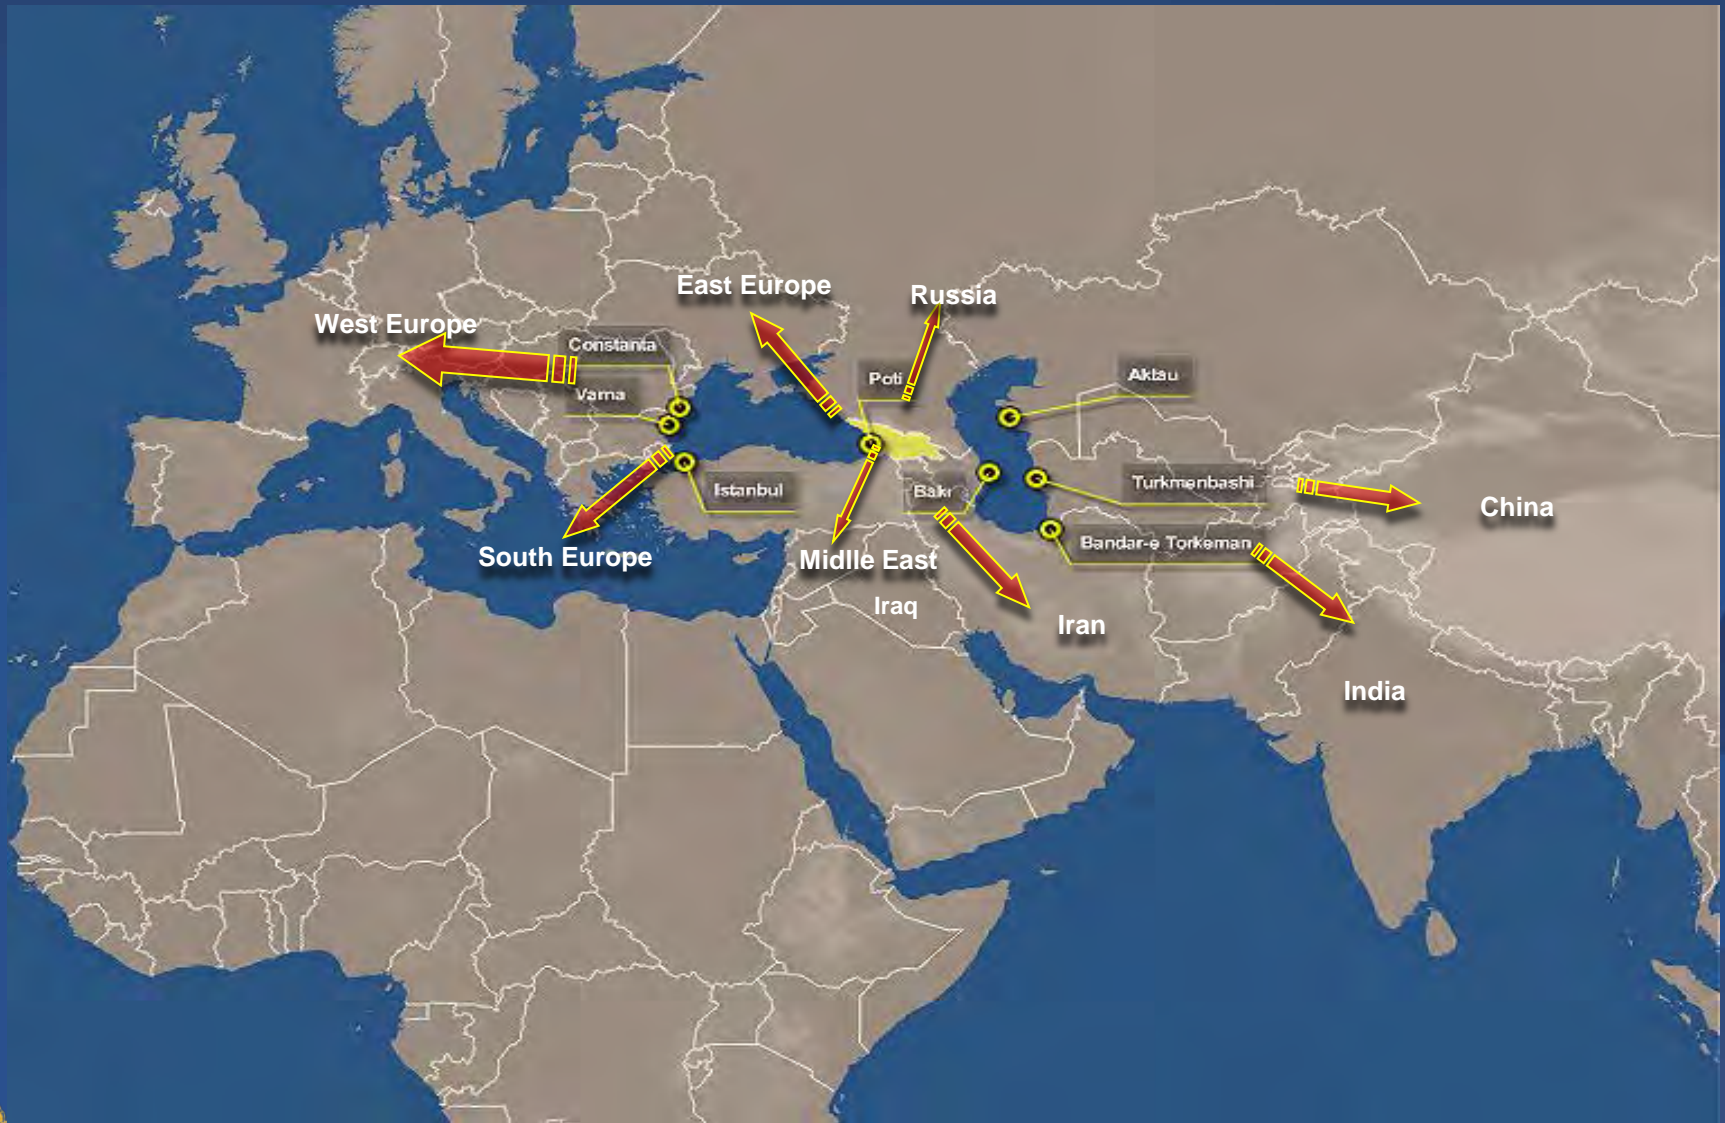 East Europe
Russia
West Europe
Constanta
Poti
Aktau
Varna
Turkmenbashi
Istanbul
Baki
China
Bandar-e Torkeman
South Europe
Midlle East
Iraq
Iran
India